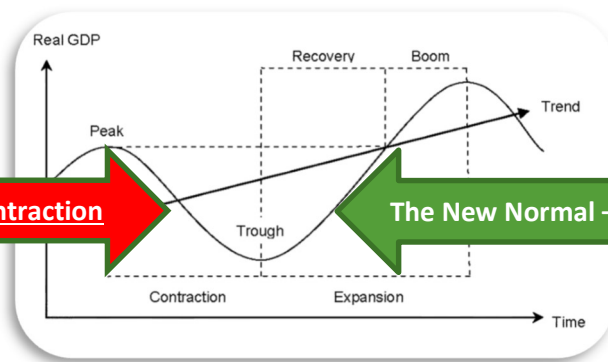 Real GDP
Recovery
Boom
Trend
Peak
ntraction
The New Normal –
Trough
Contraction
Expansion
Time